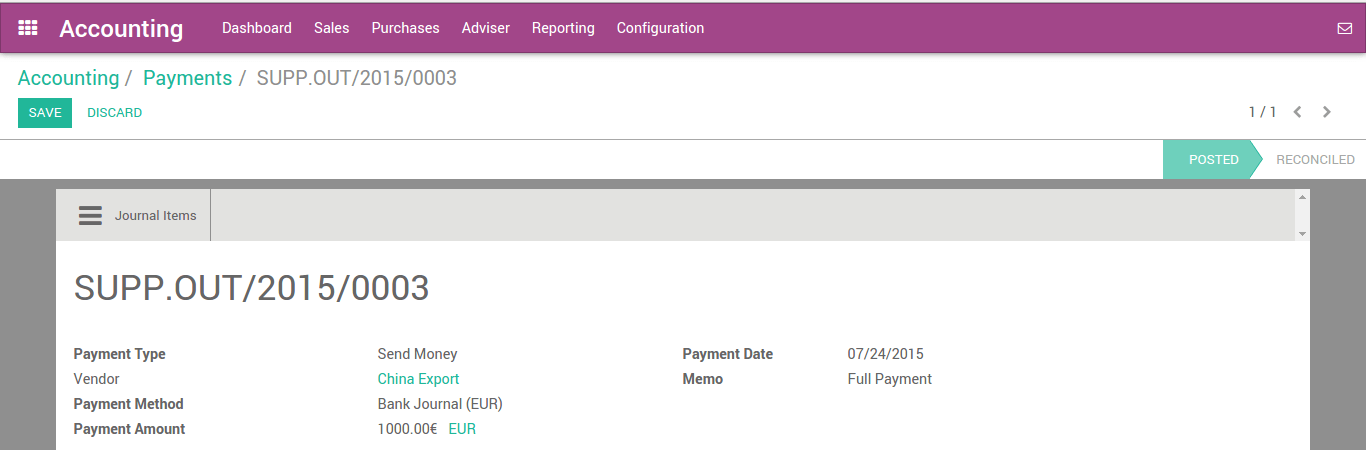 Accounting Dashboard Sales Purchases Adviser Reporting Configuration
Accounting / Payments / SUPP.OUT/2015/0003
SAVE DISCARD 1 / 1
POSTED RECONCILED
Journal Items
SUPP.OUT/2015/0003
Payment Type Send Money Payment Date 07/24/2015
Vendor China Export Memo Full Payment
Payment Method Bank Journal (EUR)
Payment Amount 1000.00€ EUR